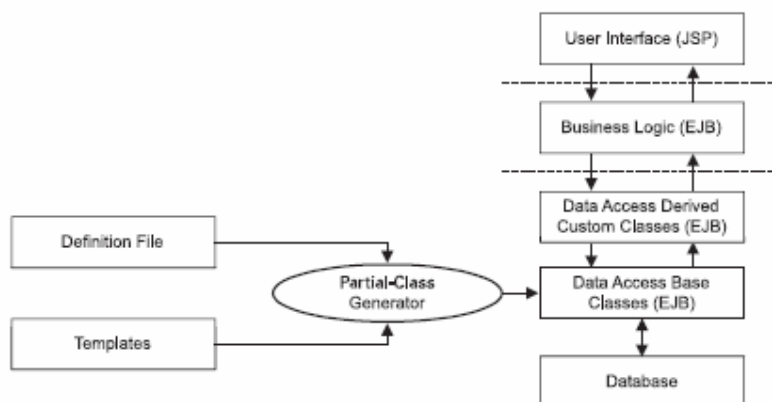 User Interface (JSP)
Business Logic (EJB)
Data Access Derived
Custom Classes (EJB)
Definition File
Partial-Class
Generator
Data Access Base
Classes (EJB)
Templates
Database